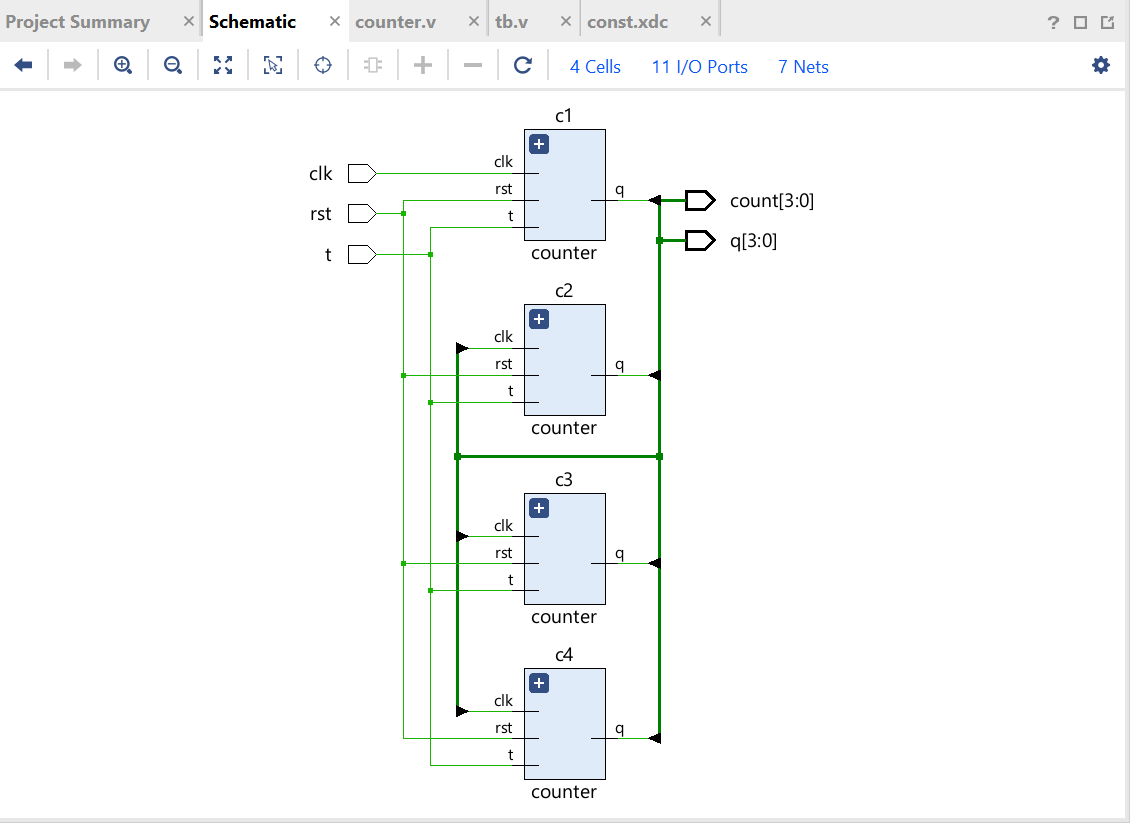 Project Summary × Schematic × counter.v × tb.v × const.xdc × ?
4 Cells 11 I/O Ports 7 Nets
c1
clk clk
rst q count[3:0]
rst t
t q[3:0]
counter
c2
clk
rst q
t
counter
c3
clk
rst q
t
counter
c4
clk
rst q
t
counter